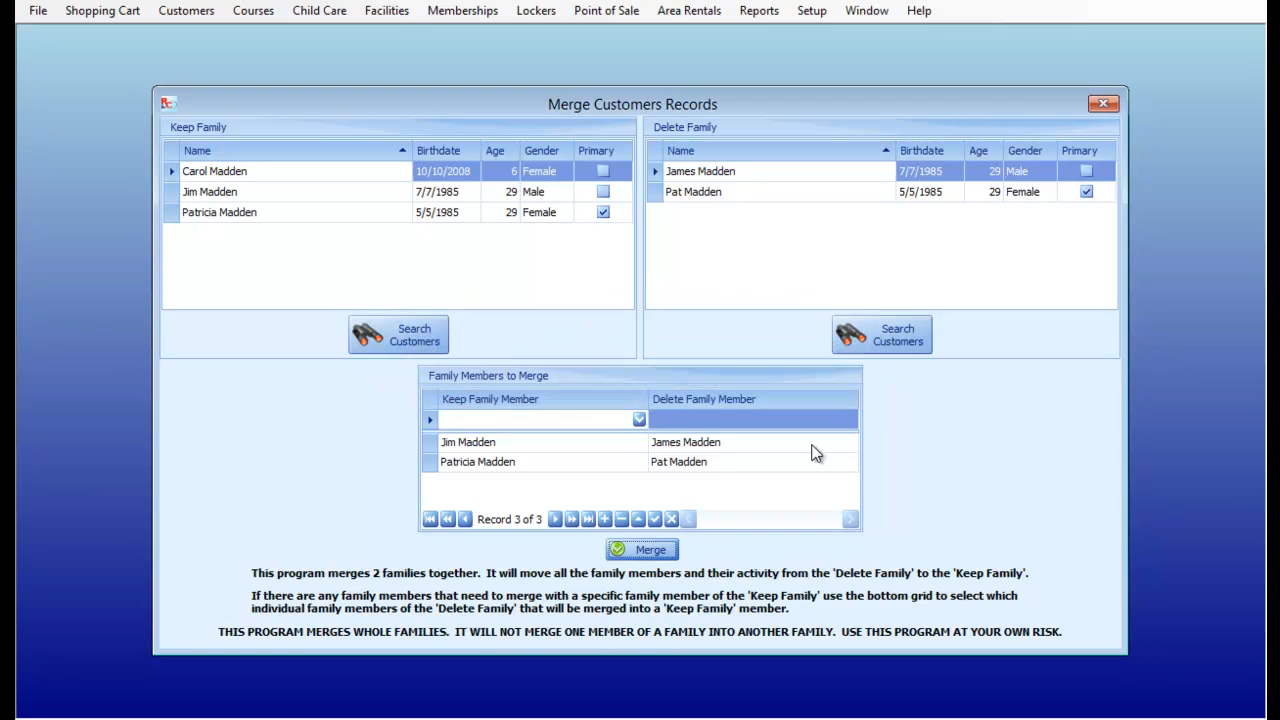 File Shopping Cart Customers Courses Child Care Facilities Memberships Lockers Point of Sale Area Rentals Reports Setup Window Help
Merge Customers Records
Keep Family
Name Birthdate Age Gender Primary
Carol Madden 10/10/2008 6 Female
Jim Madden 7/7/1985 29 Male
Patricia Madden 5/5/1985 29 Female
Search
Customers
Delete Family
Name Birthdate Age Gender Primary
James Madden 7/7/1985 29 Male
Pat Madden 5/5/1985 29 Female
Search
Customers
Family Members to Merge
Keep Family Member Delete Family Member
Jim Madden James Madden
Patricia Madden Pat Madden
Record 3 of 3
Merge
This program merges 2 families together. It will move all the family members and their activity from the 'Delete Family' to the 'Keep Family'.
If there are any family members that need to merge with a specific family member of the 'Keep Family' use the bottom grid to select which
individual family members of the 'Delete Family' that will be merged into a 'Keep Family' member.
THIS PROGRAM MERGES WHOLE FAMILIES. IT WILL NOT MERGE ONE MEMBER OF A FAMILY INTO ANOTHER FAMILY. USE THIS PROGRAM AT YOUR OWN RISK.